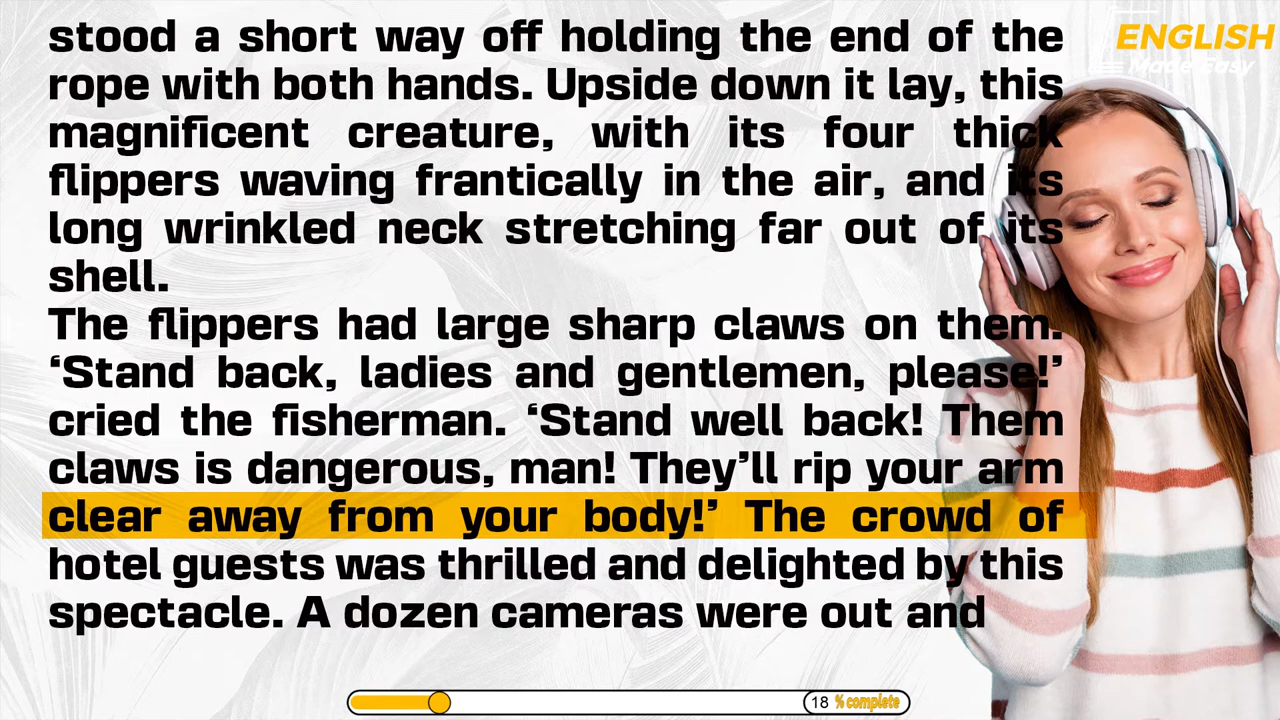 stood a short way off holding the end of the
rope with both hands. Upside down it lay, this
magnificent creature, with its four thick
flippers waving frantically in the air, and its
long wrinkled neck stretching far out of its
shell.
The flippers had large sharp claws on them.
‘Stand back, ladies and gentlemen, please!’
cried the fisherman. ‘Stand well back! Them
claws is dangerous, man! They’ll rip your arm
clear away from your body!’ The crowd of
hotel guests was thrilled and delighted by this
spectacle. A dozen cameras were out and
ENGLISH
Made Easy
18 % complete